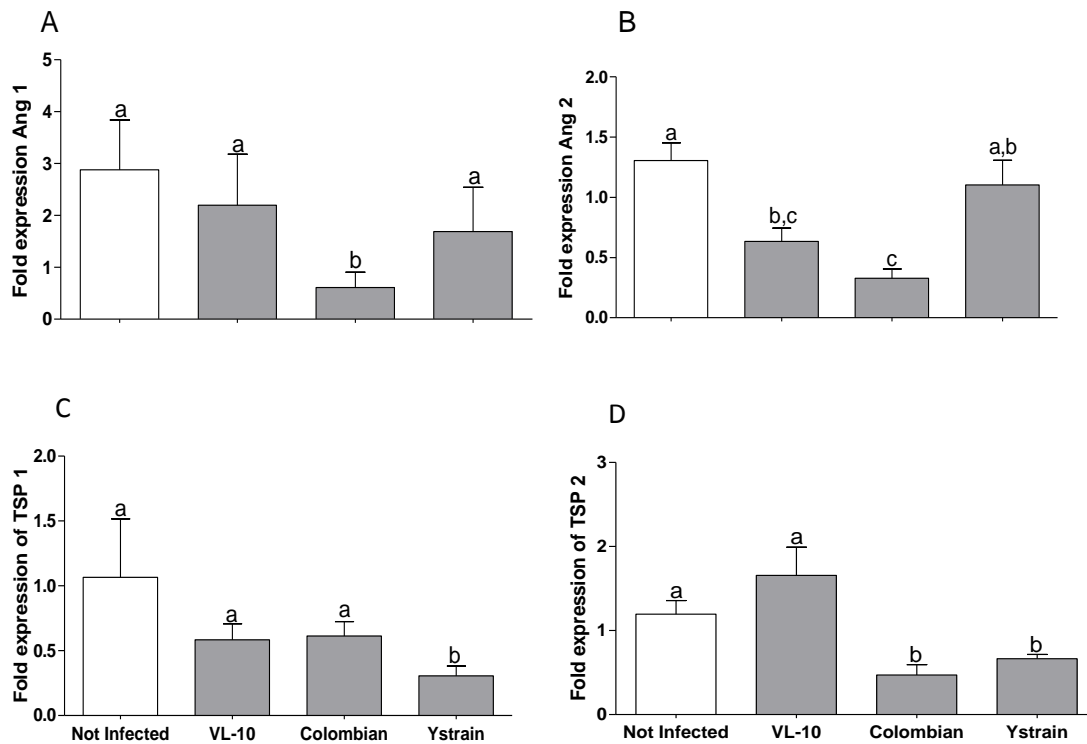 A
Fold expression Ang 1
5
4
3
2
1
0
a
a
b
a
B
Fold expression Ang 2
2.0
1.5
1.0
0.5
0.0
a
b,c
c
a,b
C
Fold expression of TSP 1
2.0
1.5
1.0
0.5
0.0
a
a
a
b
Not Infected VL-10 Colombian Ystrain
D
Fold expression of TSP 2
3
2
1
0
a
a
b
b
Not Infected VL-10 Colombian Ystrain